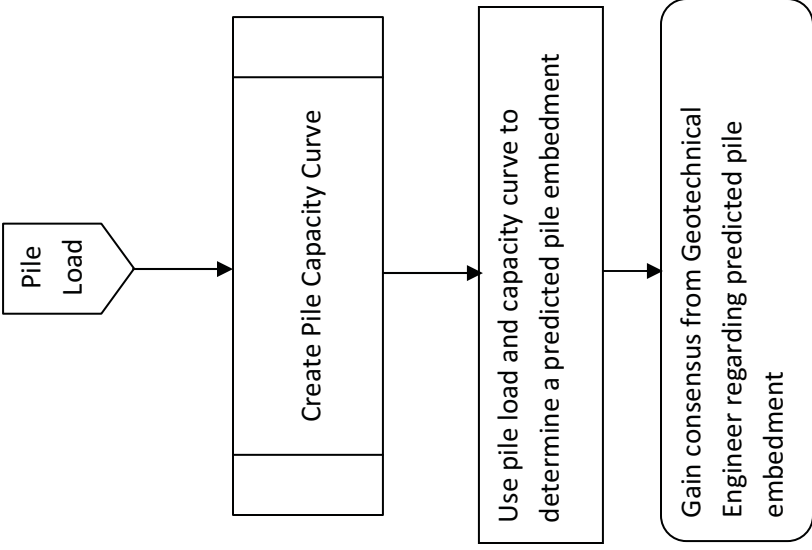 Pile
Load
Create Pile Capacity Curve
Use pile load and capacity curve to
determine a predicted pile embedment
Gain consensus from Geotechnical
Engineer regarding predicted pile
embedment